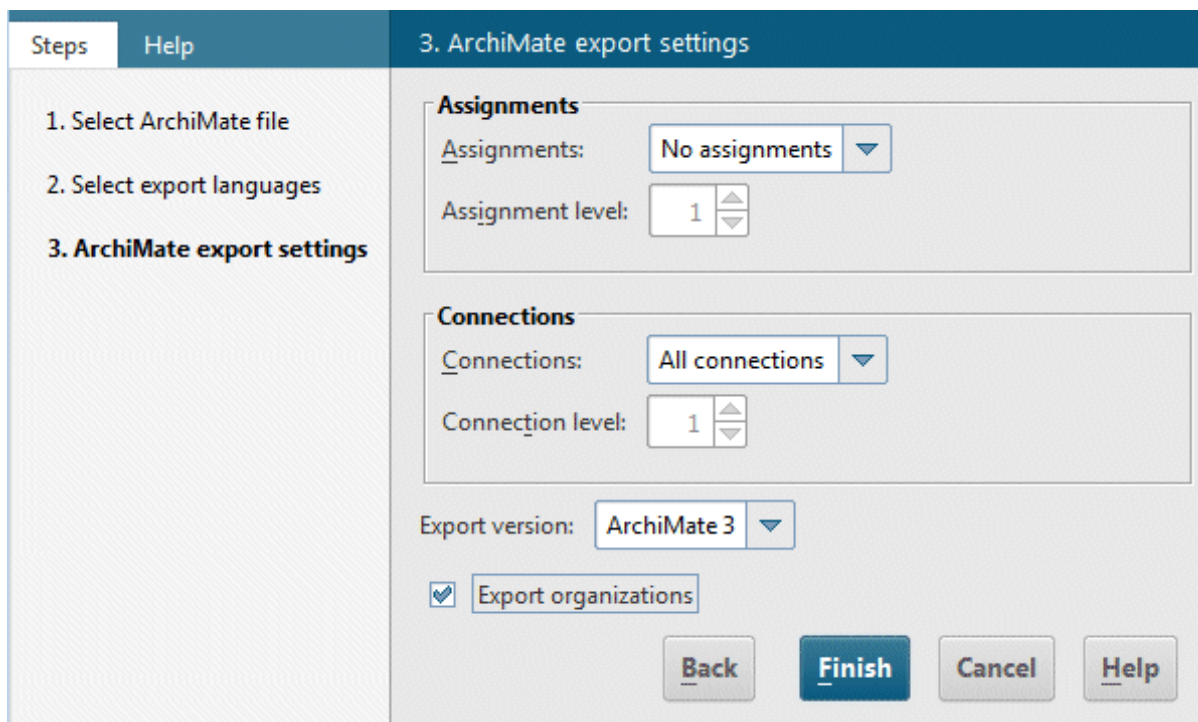 Steps
Help
3. ArchiMate export settings
1. Select ArchiMate file
2. Select export languages
3. ArchiMate export settings
Assignments
Assignments: No assignments
Assignment level: 1
Connections
Connections: All connections
Connection level: 1
Export version: ArchiMate 3
Export organizations
Back Finish Cancel Help